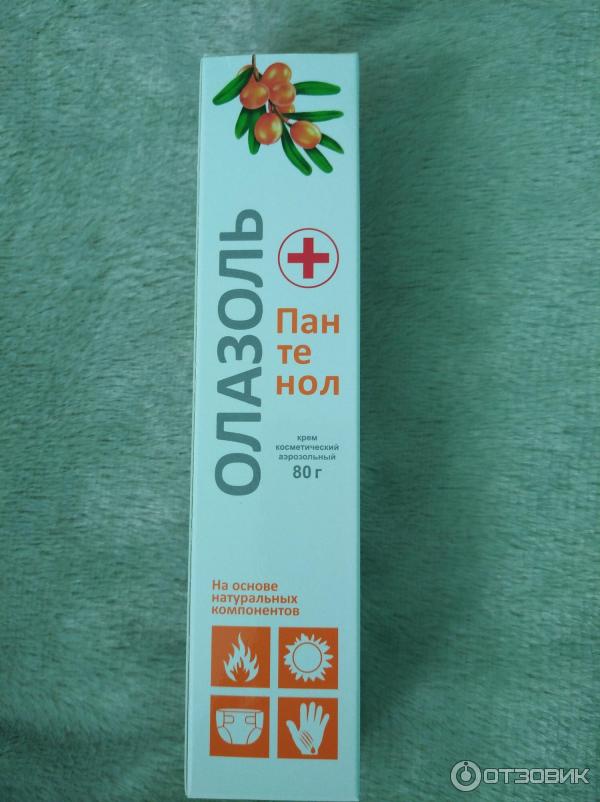 ОЛАЗОЛЬ
Пан
те
нол
крем
косметический
аэрозольный
80 г
На основе
натуральных
компонентов
ОТЗОВИК